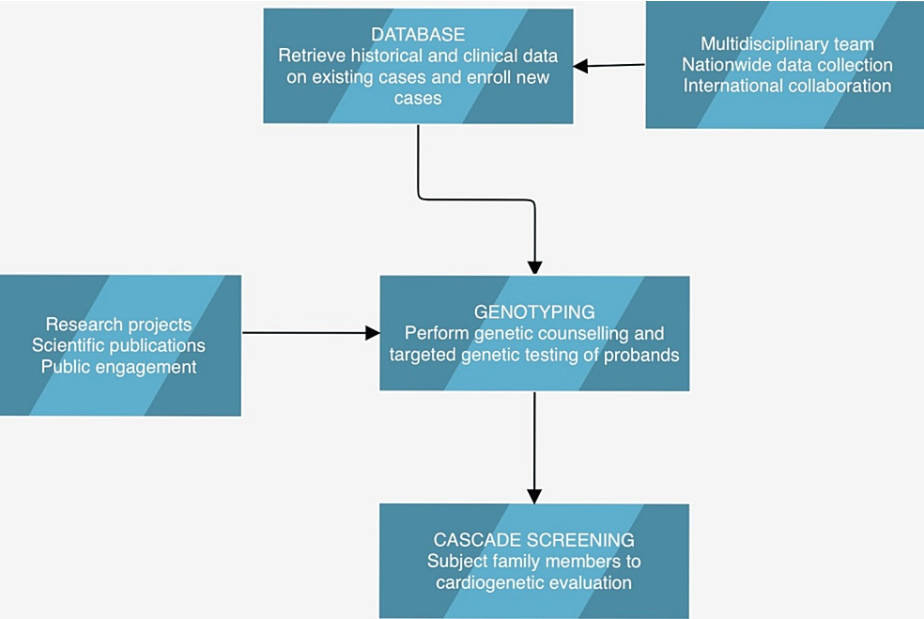 DATABASE
Retrieve historical and clinical data
on existing cases and enroll new
cases
Multidisciplinary team
Nationwide data collection
International collaboration
Research projects
Scientific publications
Public engagement
GENOTYPING
Perform genetic counselling and
targeted genetic testing of probands
CASCADE SCREENING
Subject family members to
cardiogenetic evaluation